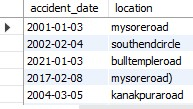 accident_date location
2001-01-03 mysoreroad
2002-02-04 southendcircle
2021-01-03 bulltempleroad
2017-02-08 mysoreroad)
2004-03-05 kanakpuraroad